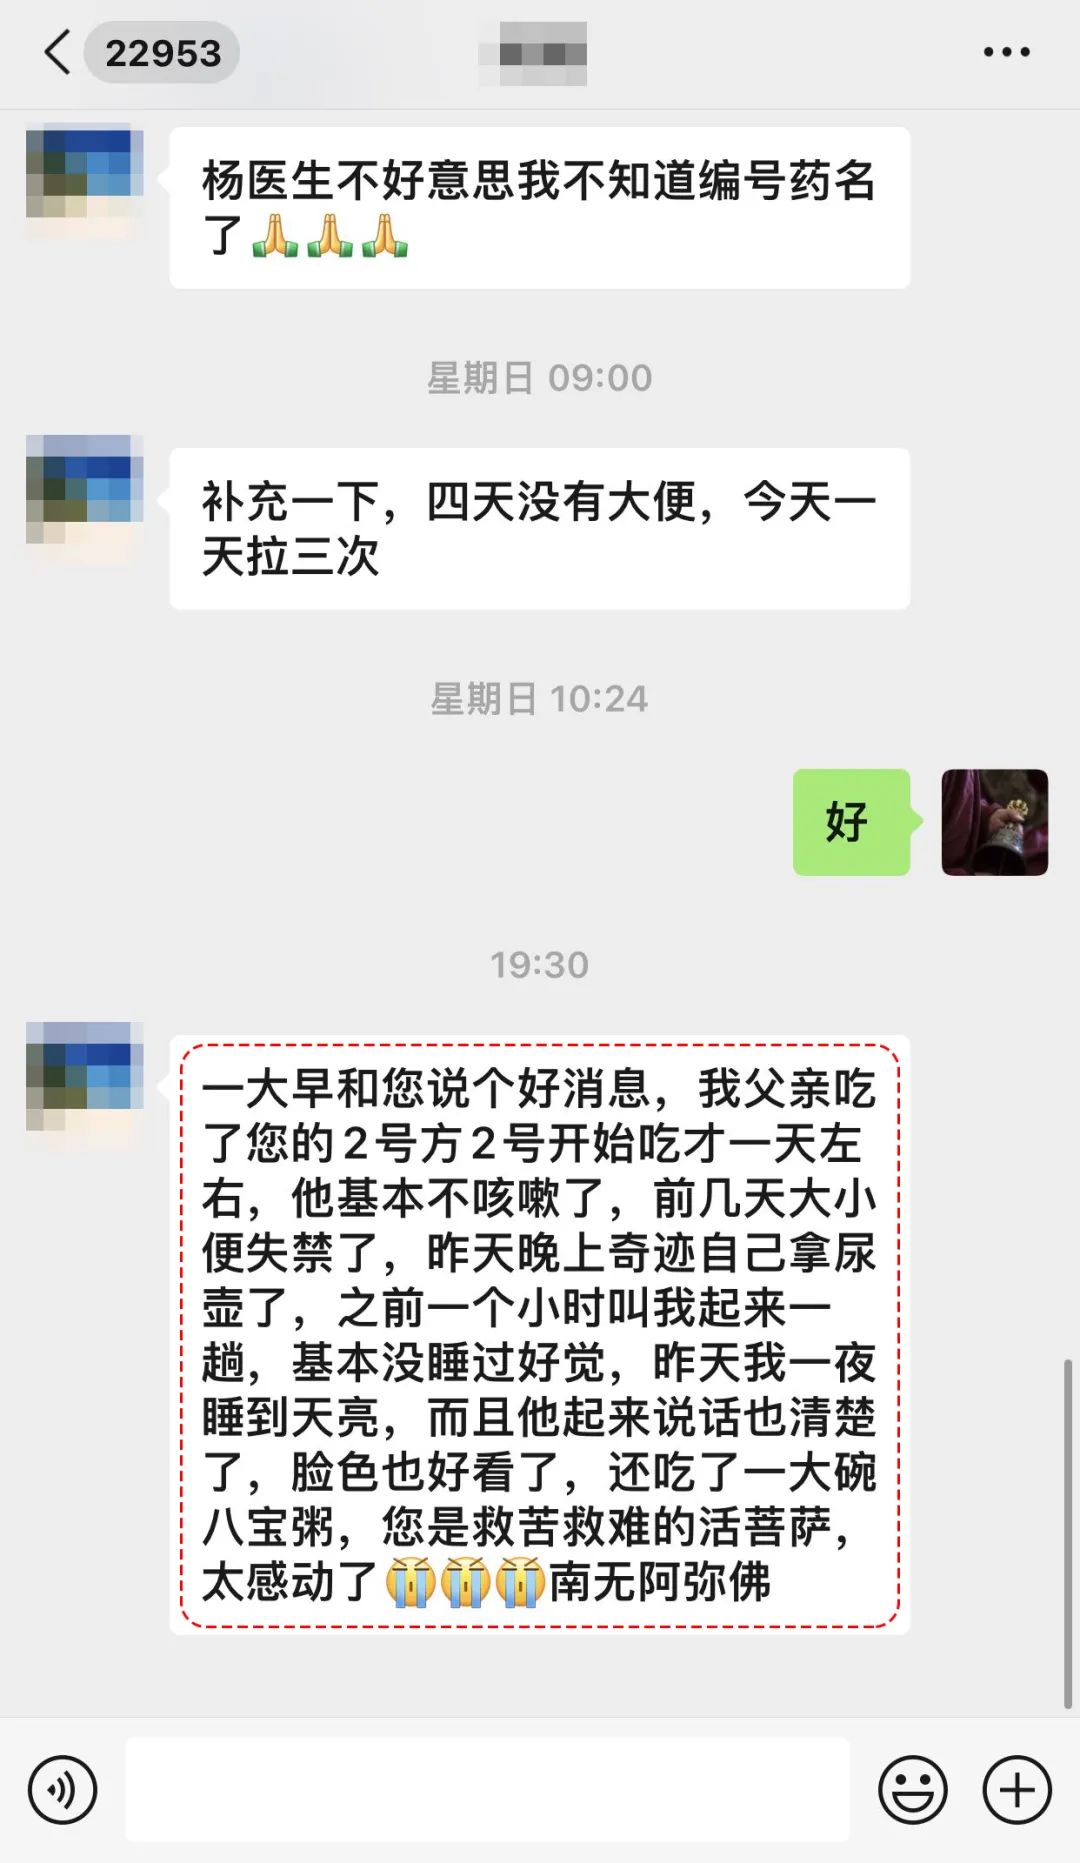 22953
杨医生不好意思我不知道编号药名
了🙏🙏🙏
星期日 09:00
补充一下，四天没有大便，今天一
天拉三次
星期日 10:24
好
19:30
一大早和您说个好消息，我父亲吃
了您的2号方2号开始吃才一天左
右，他基本不咳嗽了，前几天大小
便失禁了，昨天晚上奇迹自己拿尿
壶了，之前一个小时叫我起来一
趟，基本没睡过好觉，昨天我一夜
睡到天亮，而且他起来说话也清楚
了，脸色也好看了，还吃了一大碗
八宝粥，您是救苦救难的活菩萨，
太感动了😭😭😭南无阿弥佛